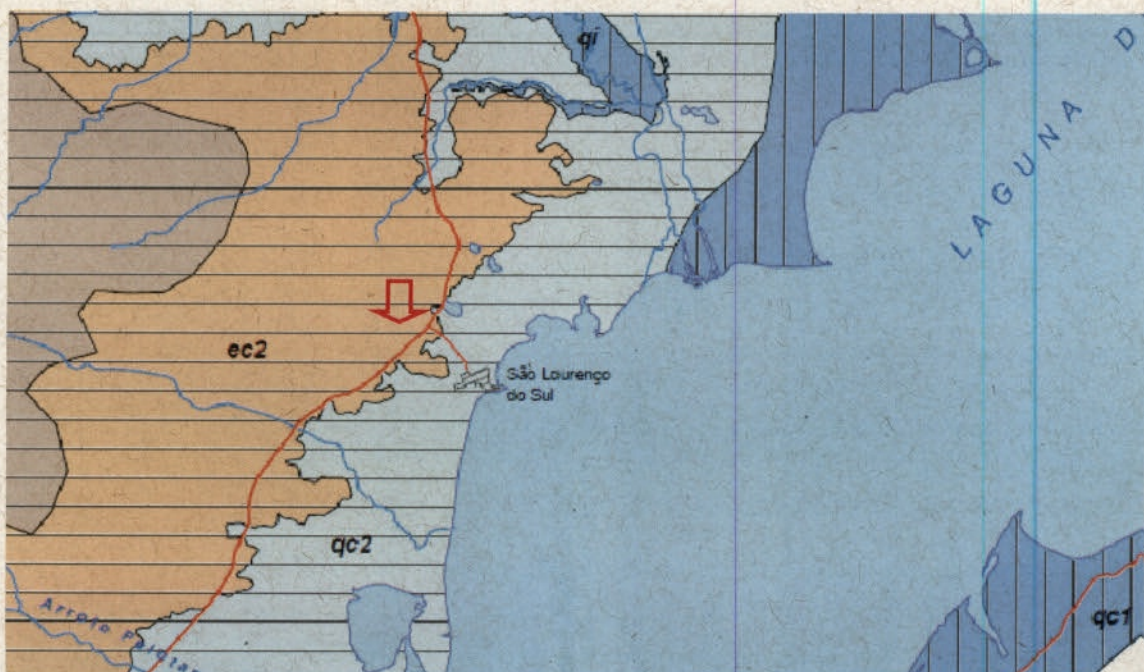 qi
LAGUNA D
ec2
São Lourenço
do Sul
qc2
Arroio
qc1